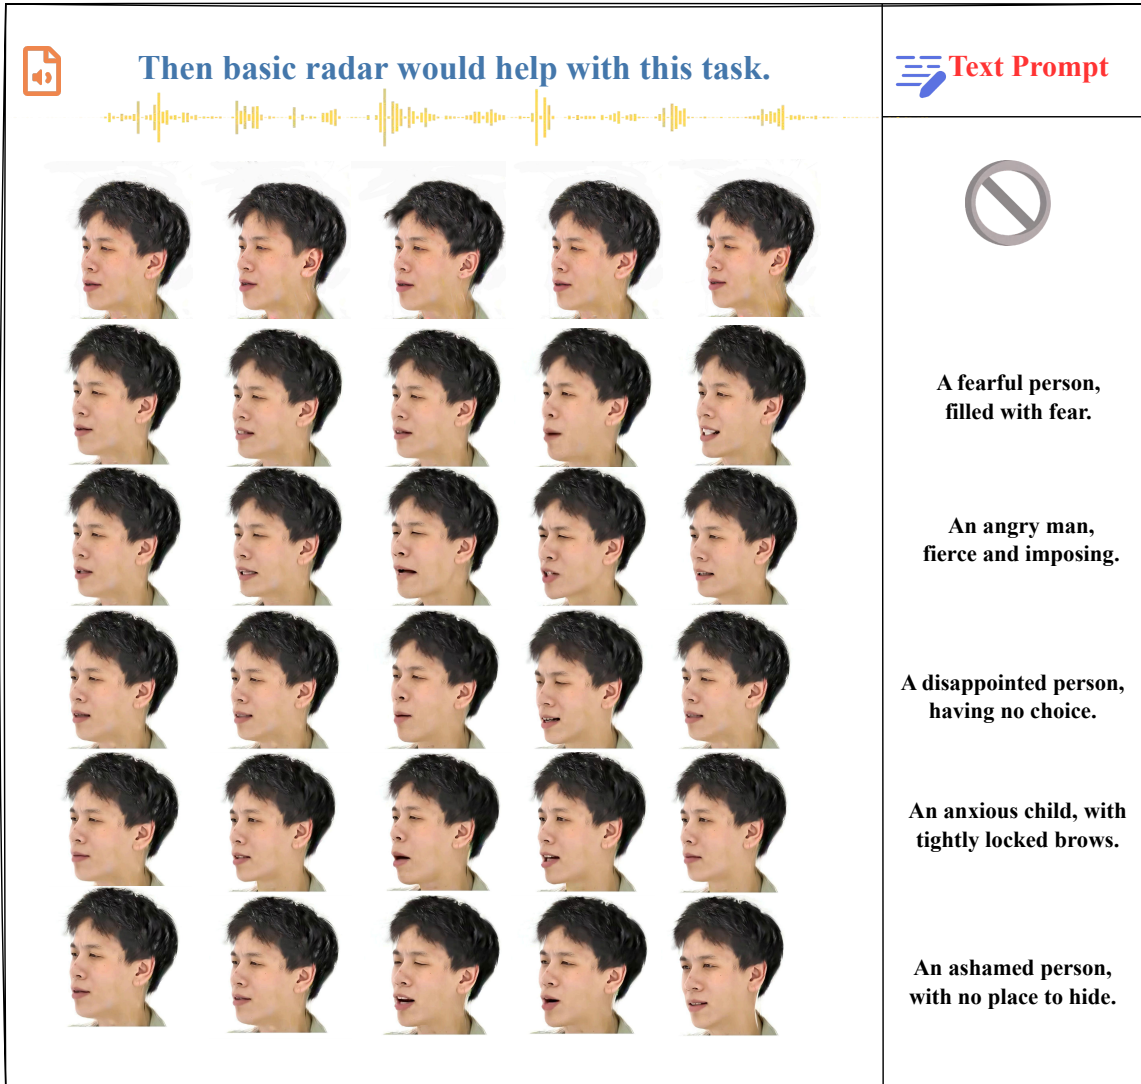 Then basic radar would help with this task.
Text Prompt
A fearful person,
filled with fear.
An angry man,
fierce and imposing.
A disappointed person,
having no choice.
An anxious child, with
tightly locked brows.
An ashamed person,
with no place to hide.